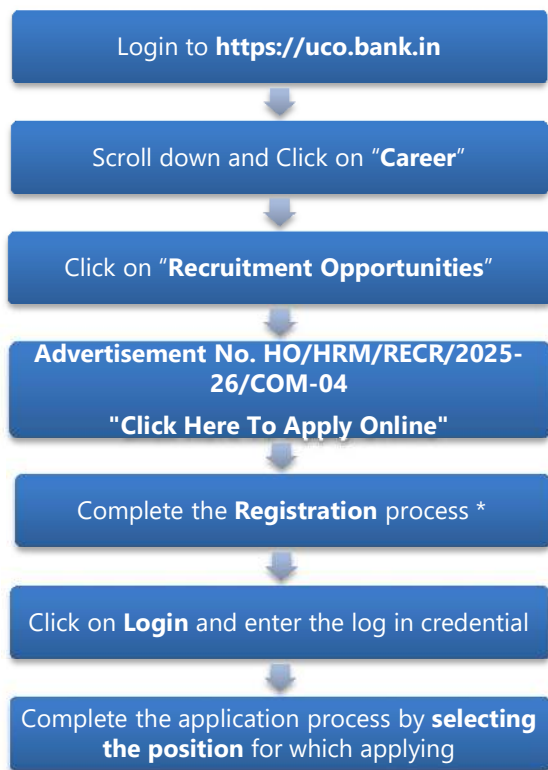 Login to https://uco.bank.in
Scroll down and Click on “Career”
Click on “Recruitment Opportunities”
Advertisement No. HO/HRM/RECR/2025-
26/COM-04
"Click Here To Apply Online"
Complete the Registration process *
Click on Login and enter the log in credential
Complete the application process by selecting
the position for which applying